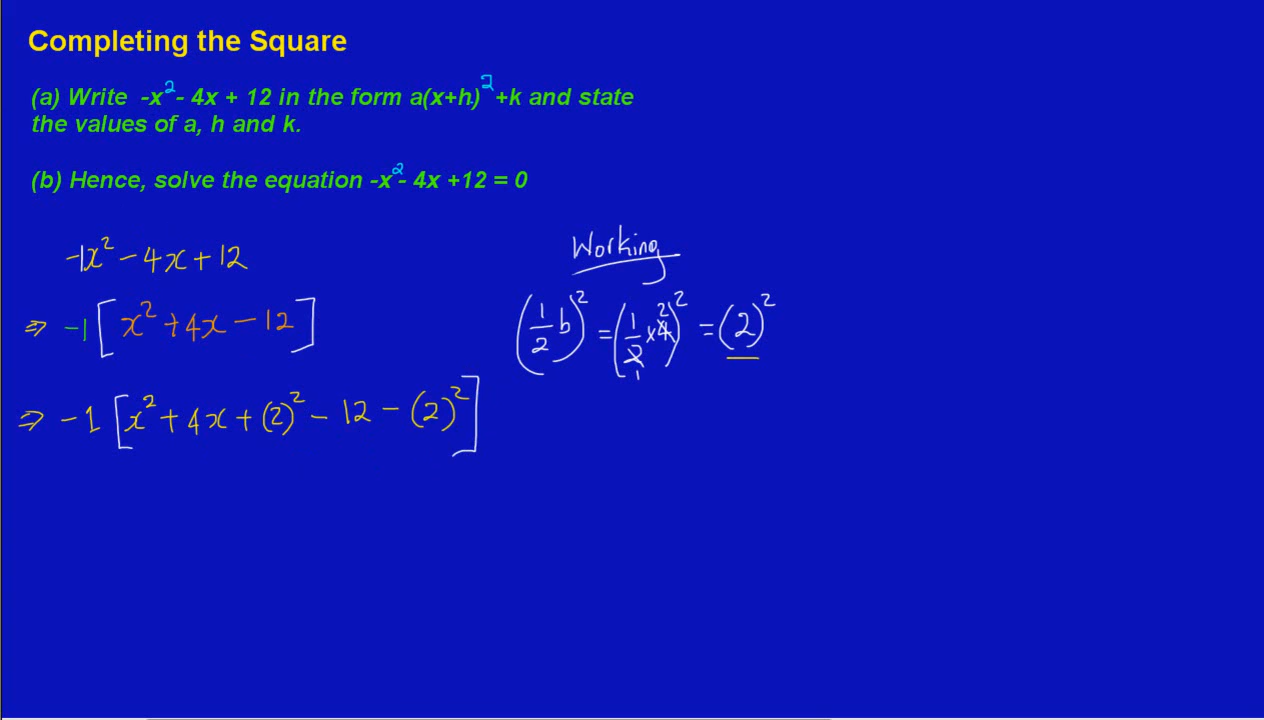 Completing the Square
(a) Write -x² - 4x + 12 in the form a(x+h)² +k and state
the values of a, h and k.
(b) Hence, solve the equation -x² - 4x +12 = 0
-1x² - 4x + 12
Working
⇒ -1[x² + 4x - 12]
(1/2 b)² = (1/2 x 4)² = (2)²
⇒ -1[x² + 4x + (2)² - 12 - (2)²]